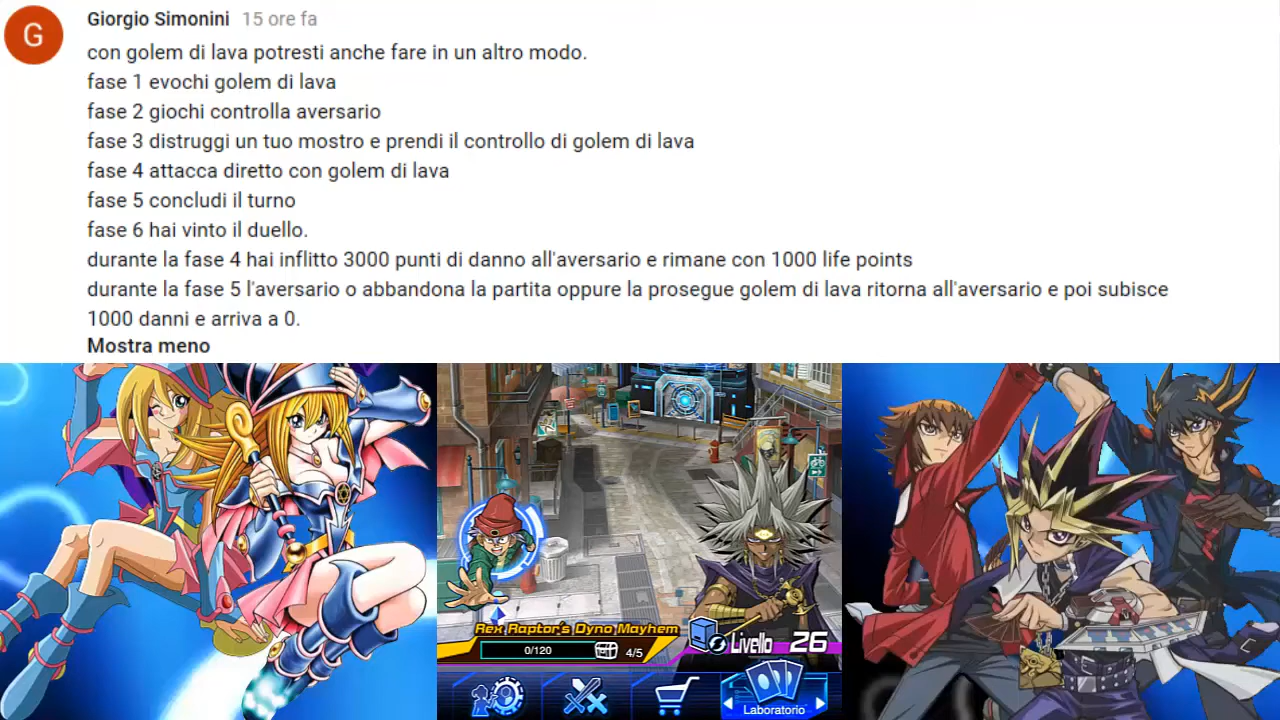 G
Giorgio Simonini 15 ore fa
con golem di lava potresti anche fare in un altro modo.
fase 1 evochi golem di lava
fase 2 giochi controlla aversario
fase 3 distruggi un tuo mostro e prendi il controllo di golem di lava
fase 4 attacca diretto con golem di lava
fase 5 concludi il turno
fase 6 hai vinto il duello.
durante la fase 4 hai inflitto 3000 punti di danno all'aversario e rimane con 1000 life points
durante la fase 5 l'aversario o abbandona la partita oppure la prosegue golem di lava ritorna all'aversario e poi subisce
1000 danni e arriva a 0.
Mostra meno
Rex Raptor's Dyno Mayhem
0/120 4/5
Livello 26
Laboratorio